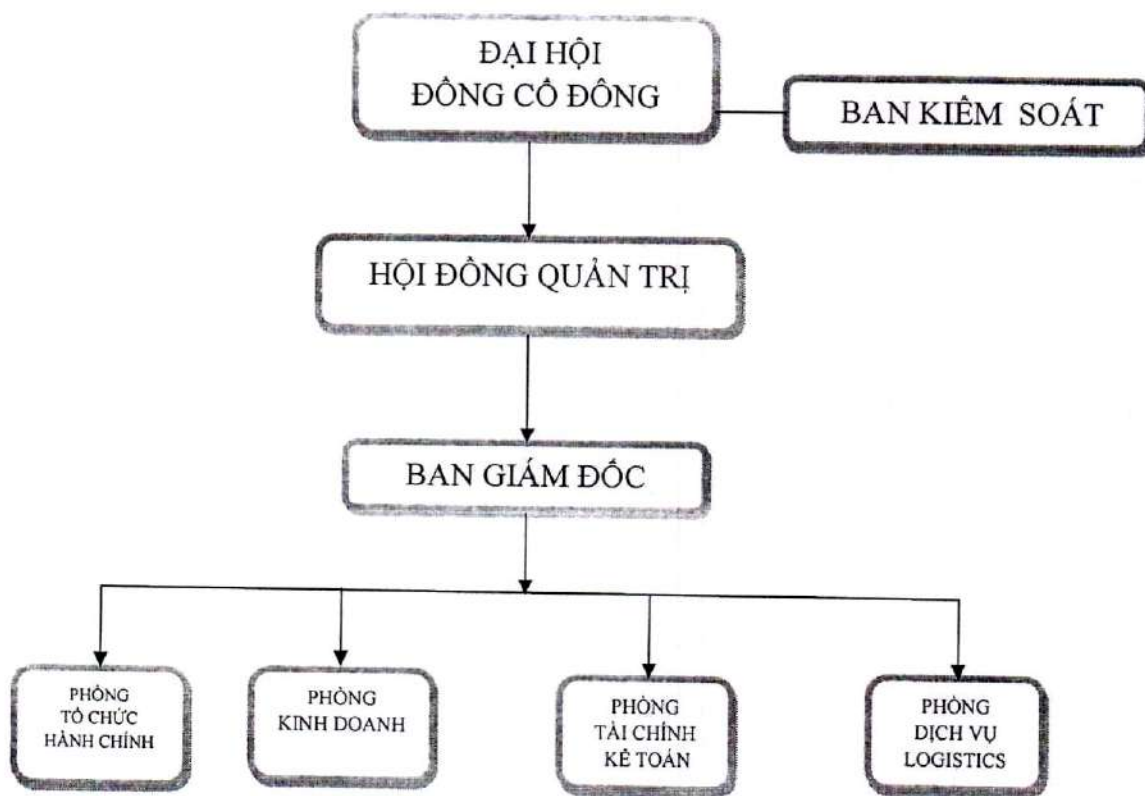 ĐẠI HỘI
ĐỒNG CỔ ĐÔNG
BAN KIỂM SOÁT
HỘI ĐỒNG QUẢN TRỊ
BAN GIÁM ĐỐC
PHÒNG
TỔ CHỨC
HÀNH CHÍNH
PHÒNG
KINH DOANH
PHÒNG
TÀI CHÍNH
KẾ TOÁN
PHÒNG
DỊCH VỤ
LOGISTICS